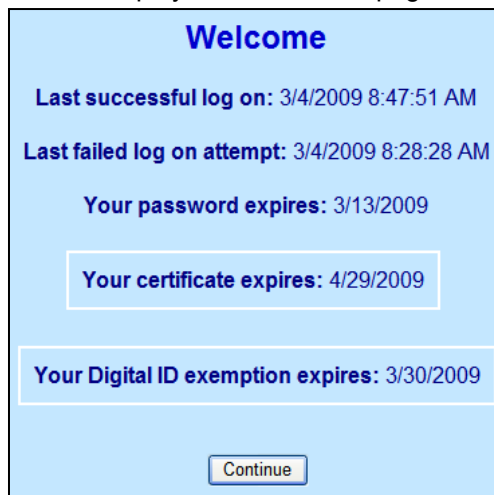 Welcome
Last successful log on: 3/4/2009 8:47:51 AM
Last failed log on attempt: 3/4/2009 8:28:28 AM
Your password expires: 3/13/2009
Your certificate expires: 4/29/2009
Your Digital ID exemption expires: 3/30/2009
Continue